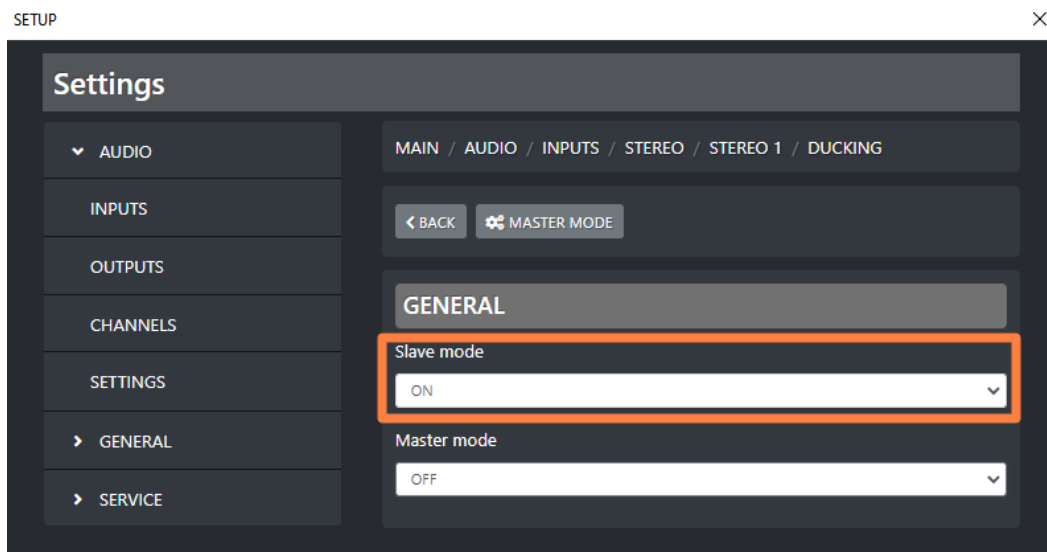 SETUP
Settings
AUDIO
INPUTS
OUTPUTS
CHANNELS
SETTINGS
GENERAL
SERVICE
MAIN / AUDIO / INPUTS / STEREO / STEREO 1 / DUCKING
BACK MASTER MODE
GENERAL
Slave mode
ON
Master mode
OFF